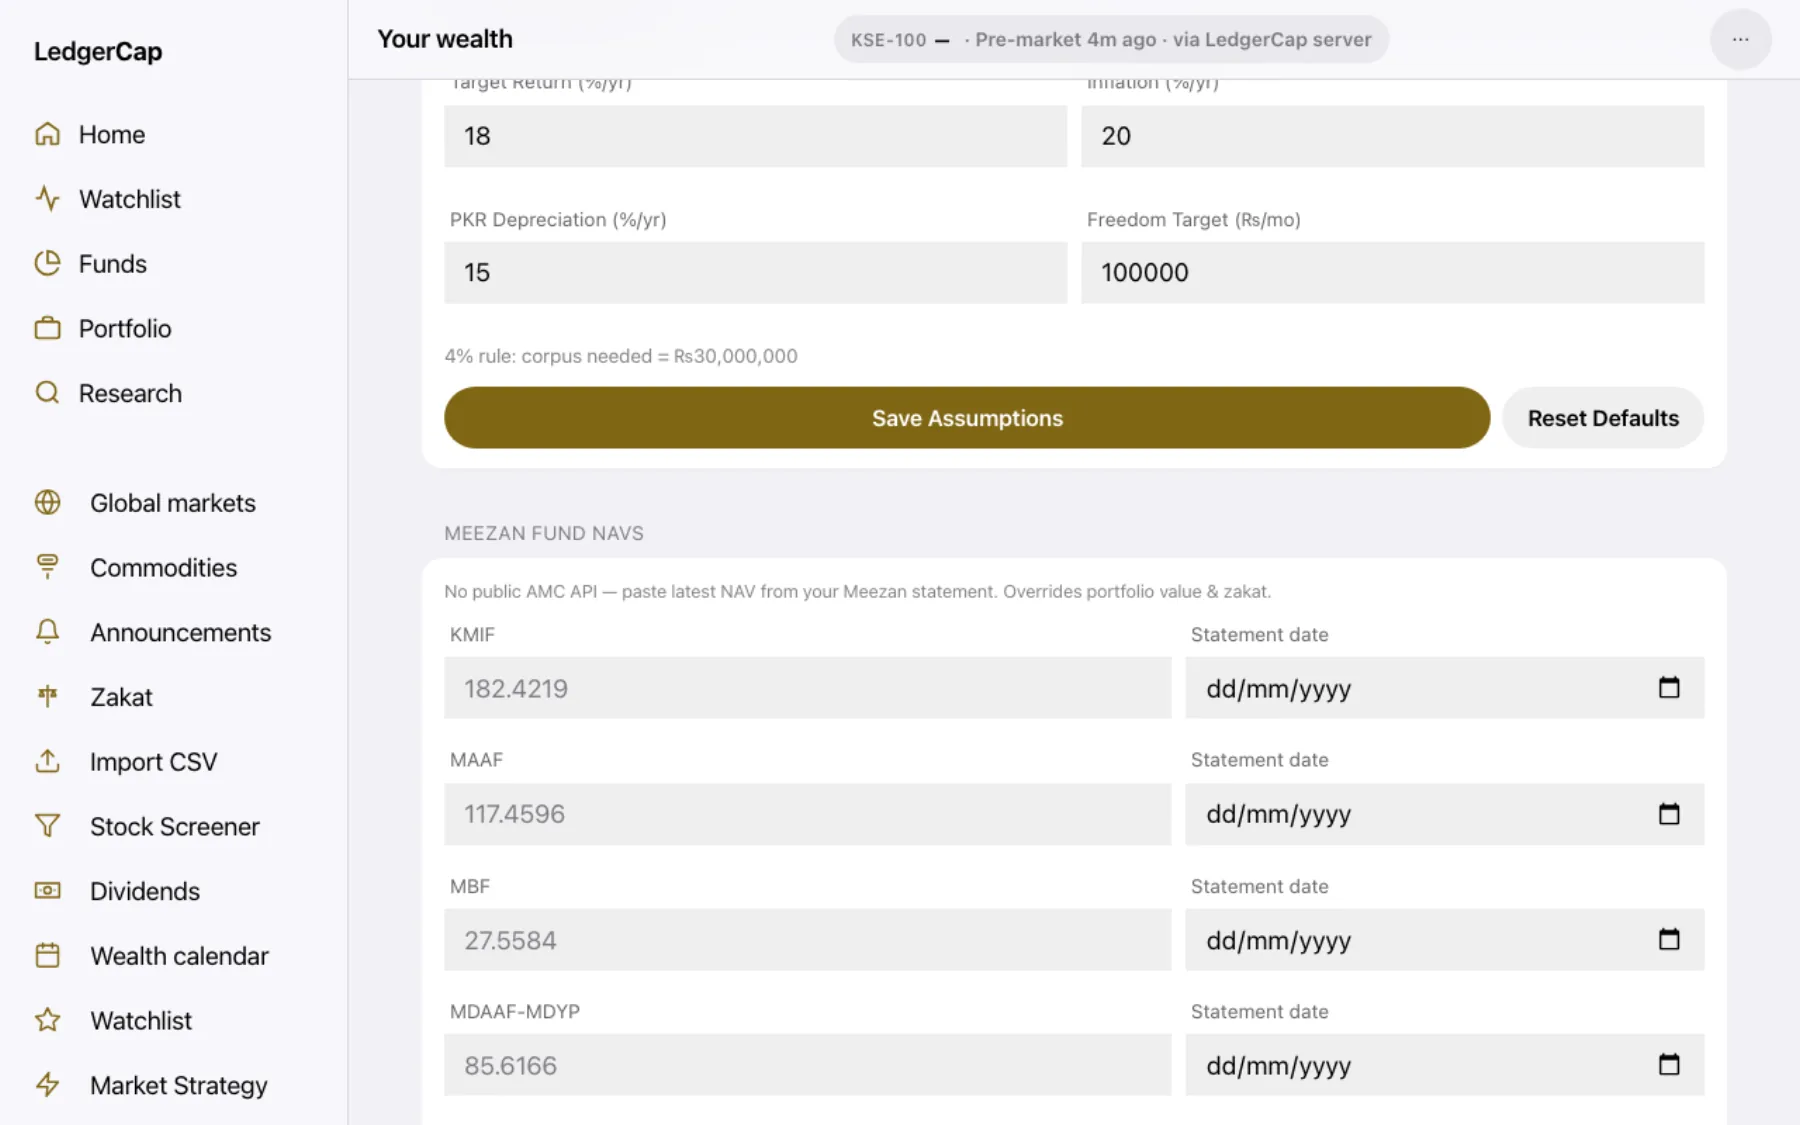 LedgerCap
Home
Watchlist
Funds
Portfolio
Research
Global markets
Commodities
Announcements
Zakat
Import CSV
Stock Screener
Dividends
Wealth calendar
Watchlist
Market Strategy
Your wealth
KSE-100 — · Pre-market 4m ago · via LedgerCap server
...
Target Return (%/yr)
Inflation (%/yr)
18
20
PKR Depreciation (%/yr)
Freedom Target (₨/mo)
15
100000
4% rule: corpus needed = ₨30,000,000
Save Assumptions
Reset Defaults
MEEZAN FUND NAVS
No public AMC API — paste latest NAV from your Meezan statement. Overrides portfolio value & zakat.
KMIF
Statement date
182.4219
dd/mm/yyyy
MAAF
Statement date
117.4596
dd/mm/yyyy
MBF
Statement date
27.5584
dd/mm/yyyy
MDAAF-MDYP
Statement date
85.6166
dd/mm/yyyy